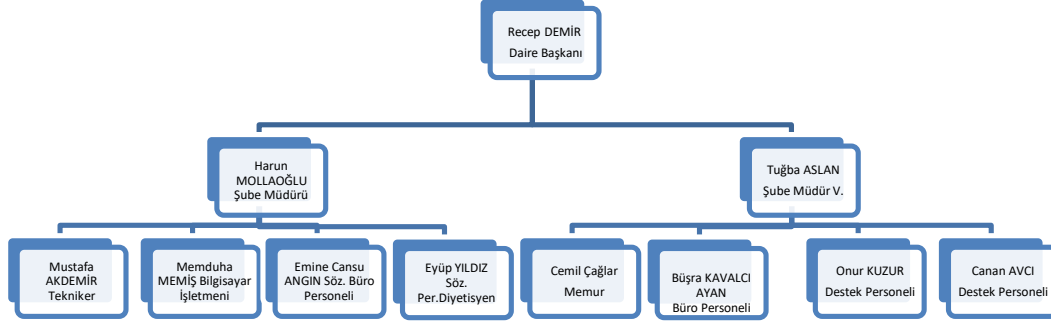 Recep DEMİR
Daire Başkanı
Harun
MOLLAOĞLU
Şube Müdürü
Tuğba ASLAN
Şube Müdür V.
Mustafa
AKDEMİR
Tekniker
Memduha
MEMİŞ Bilgisayar
İşletmeni
Emine Cansu
ANGIN Söz. Büro
Personeli
Eyüp YILDIZ
Söz.
Per.Diyetisyen
Cemil Çağlar
Memur
Büşra KAVALCI
AYAN
Büro Personeli
Onur KUZUR
Destek Personeli
Canan AVCI
Destek Personeli